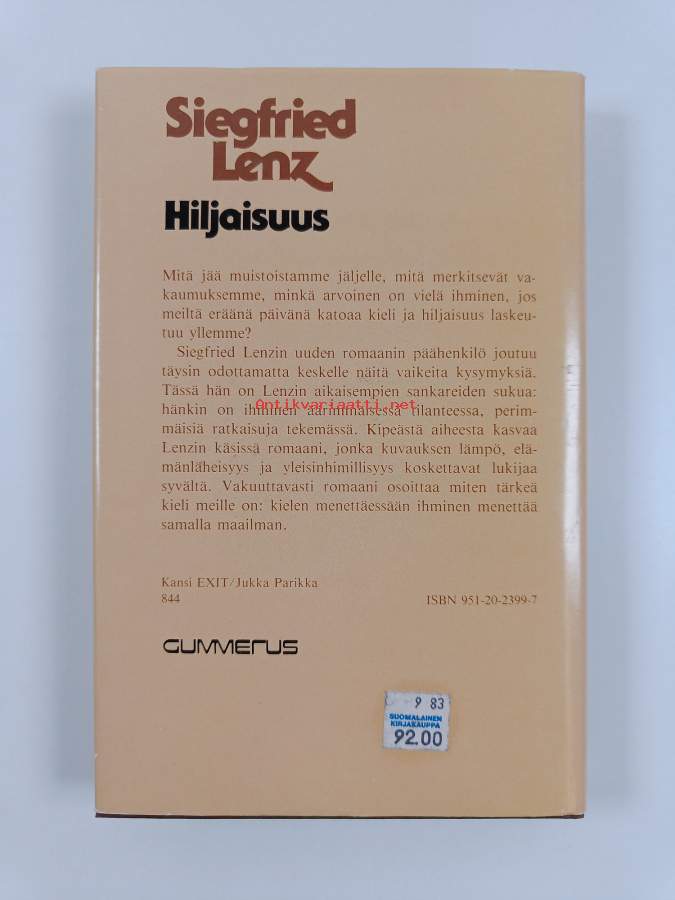 Siegfried
Lenz
Hiljaisuus
Mitä jää muistoistamme jäljelle, mitä merkitsevät va-
kaumuksemme, minkä arvoinen on vielä ihminen, jos
meiltä eräänä päivänä katoaa kieli ja hiljaisuus laskeu-
tuu yllemme?
Siegfried Lenzin uuden romaanin päähenkilö joutuu
täysin odottamatta keskelle näitä vaikeita kysymyksiä.
Tässä hän on Lenzin aikaisempien sankareiden sukua:
hänkin on ihminen äärimmäisessä tilanteessa, perim-
mäisiä ratkaisuja tekemässä. Kipeästä aiheesta kasvaa
Lenzin käsissä romaani, jonka kuvauksen lämpö, elä-
mänläheisyys ja yleisinhimillisyys koskettavat lukijaa
syvältä. Vakuuttavasti romaani osoittaa miten tärkeä
kieli meille on: kielen menettäessään ihminen menettää
samalla maailman.
Antikvariaatti.net
Kansi EXIT/Jukka Parikka
844 ISBN 951-20-2399-7
GUMMERUS
9 83
SUOMALAINEN
KIRJAKAUPPA
92.00